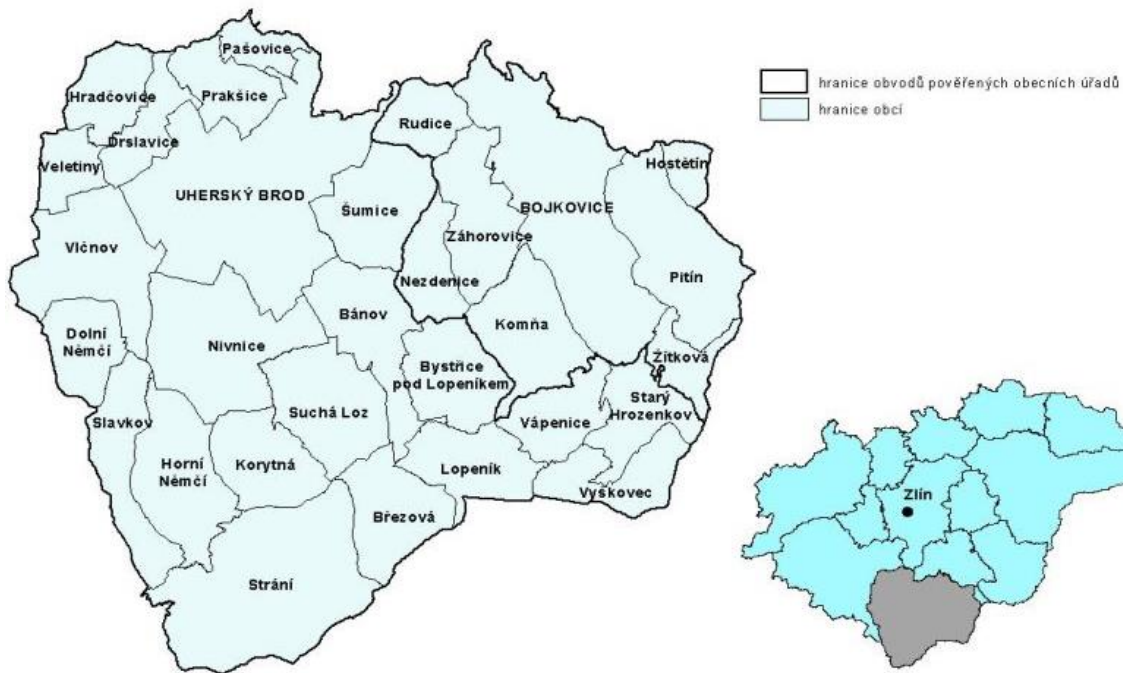 Pašovice
Hradčovice
Prakšice
Rudice
Drslavice
Veletiny
Hostětín
UHERSKÝ BROD
Šumice
BOJKOVICE
Vlčnov
Záhorovice
Nezdenice
Pitín
Bánov
Komňa
Dolní
Němčí
Nivnice
Žítková
Bystřice
pod Lopeníkem
Starý
Hrozenkov
Slavkov
Suchá Loz
Vápenice
Horní
Němčí
Korytná
Lopeník
Vyškovec
Březová
Strání
hranice obvodů pověřených obecních úřadů
hranice obcí
Zlín